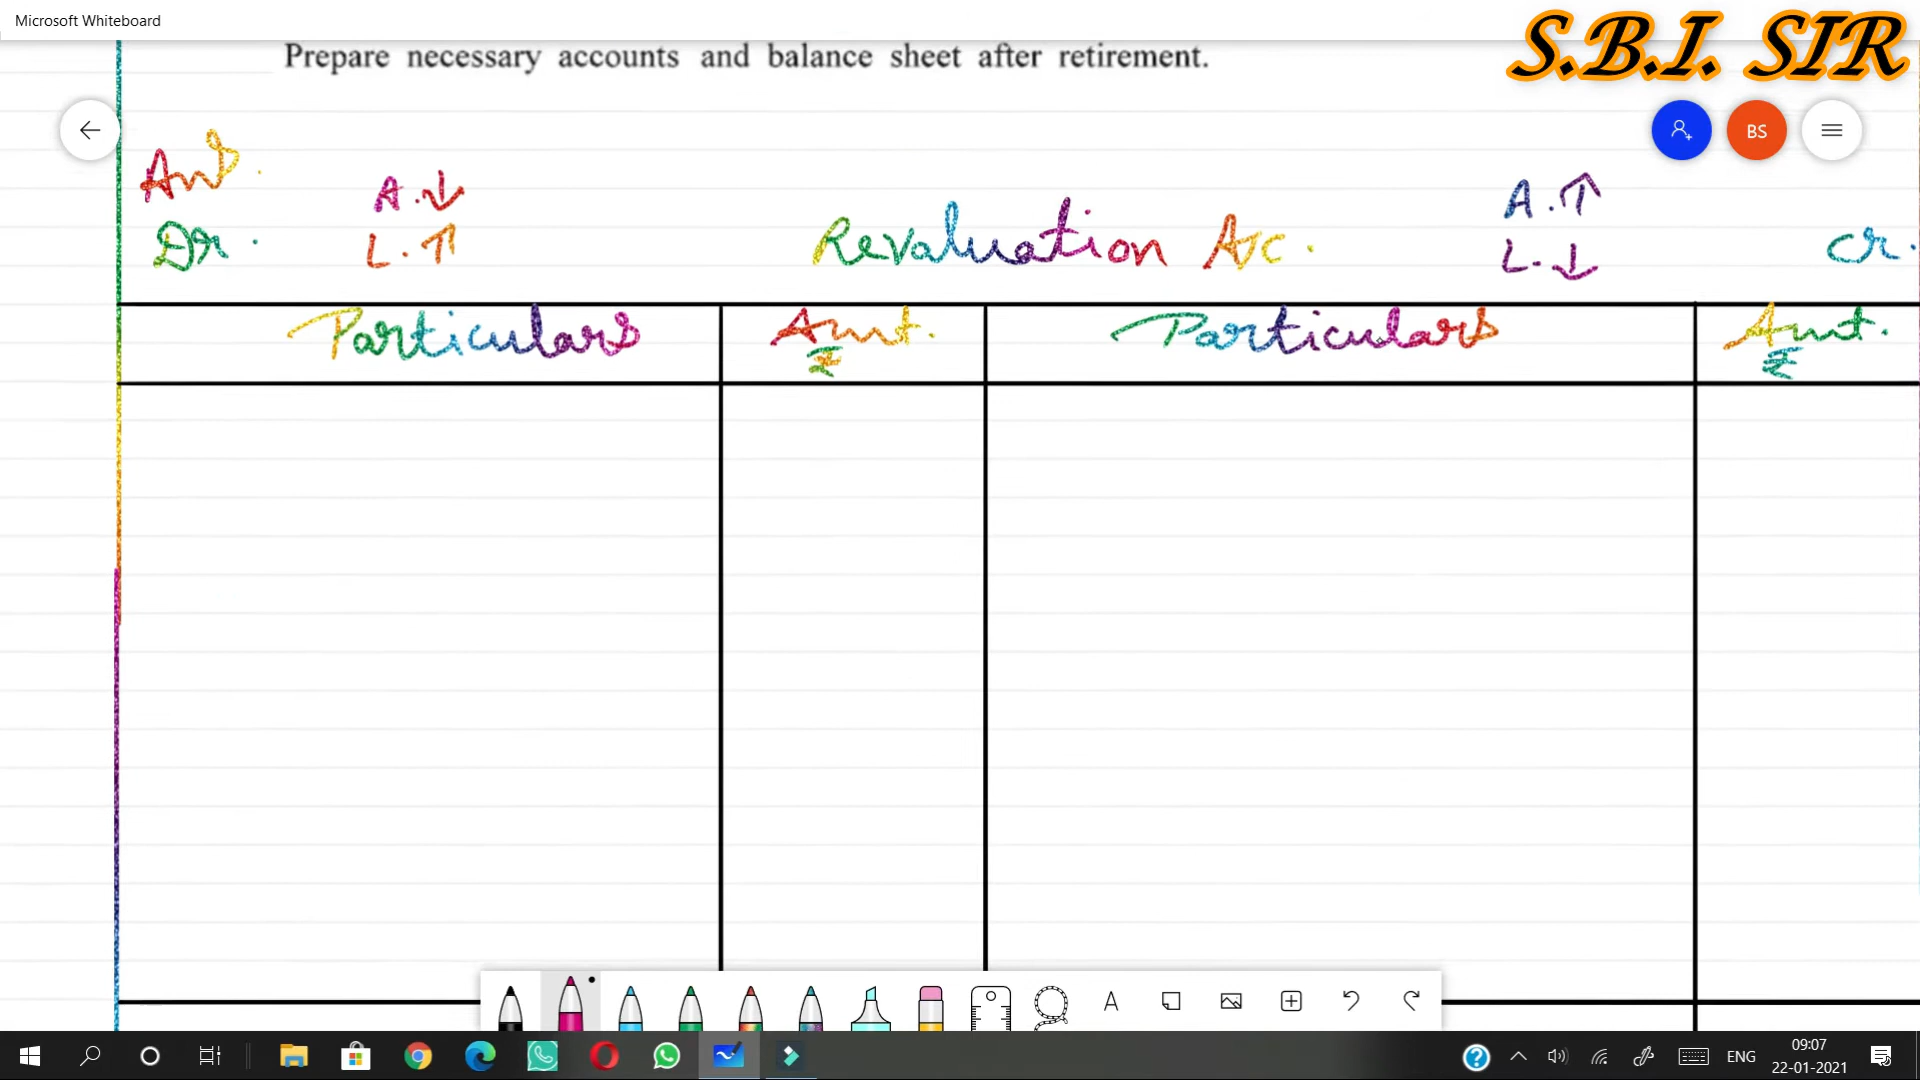 Microsoft Whiteboard
S.B.I. SIR
Prepare necessary accounts and balance sheet after retirement.
BS
Ans.
A. ↓
A. ↑
Dr.
L. ↑
Revaluation A/c.
L. ↓
Cr.
Particulars
Amt.
Particulars
Amt.
₹
₹
A
ENG
09:07
22-01-2021